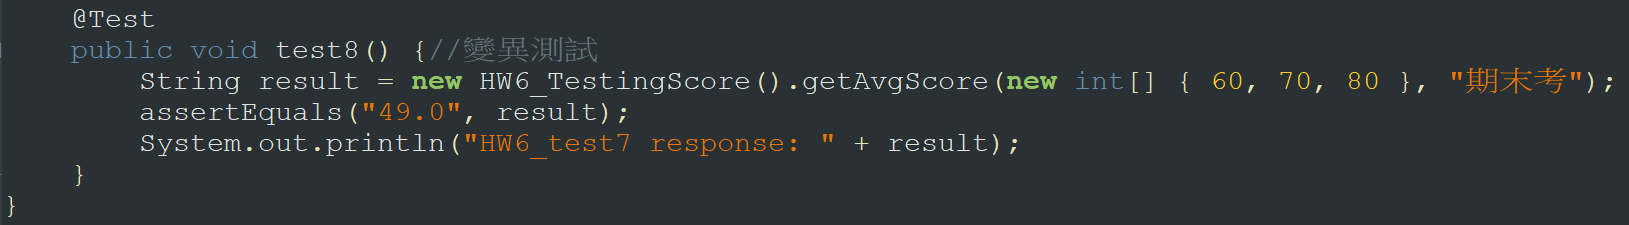 @Test
public void test8() {//變異測試
String result = new HW6_TestingScore().getAvgScore(new int[] { 60, 70, 80 }, "期末考");
assertEquals("49.0", result);
System.out.println("HW6_test7 response: " + result);
}
}